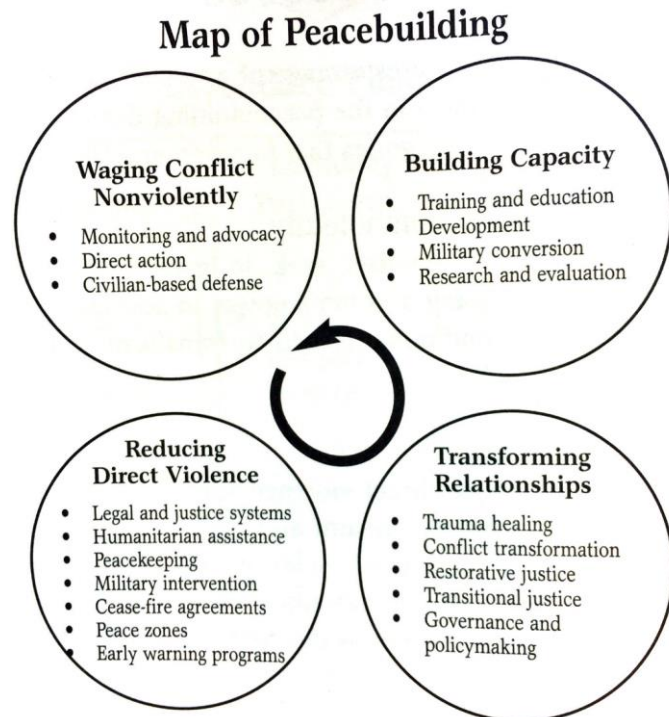 Map of Peacebuilding
Waging Conflict
Nonviolently
• Monitoring and advocacy
• Direct action
• Civilian-based defense
Building Capacity
• Training and education
• Development
• Military conversion
• Research and evaluation
Reducing
Direct Violence
• Legal and justice systems
• Humanitarian assistance
• Peacekeeping
• Military intervention
• Cease-fire agreements
• Peace zones
• Early warning programs
Transforming
Relationships
• Trauma healing
• Conflict transformation
• Restorative justice
• Transitional justice
• Governance and
policymaking